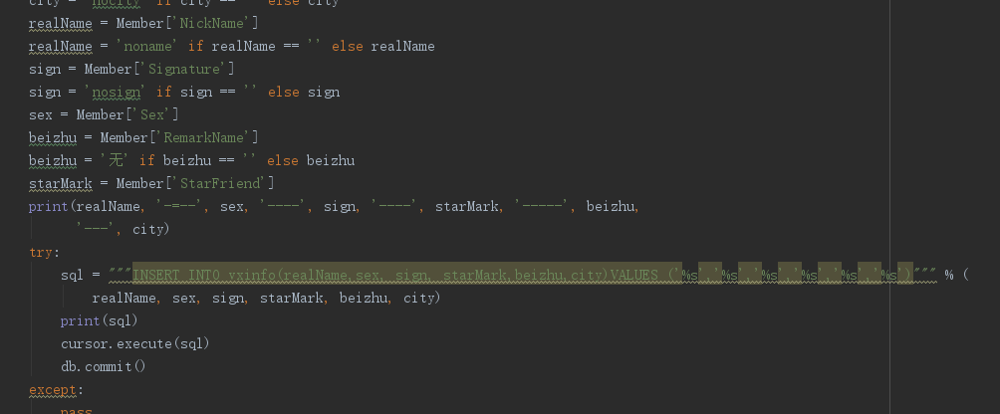 city = 'nocity' if city == '' else city
realName = Member['NickName']
realName = 'noname' if realName == '' else realName
sign = Member['Signature']
sign = 'nosign' if sign == '' else sign
sex = Member['Sex']
beizhu = Member['RemarkName']
beizhu = '无' if beizhu == '' else beizhu
starMark = Member['StarFriend']
print(realName, '-=--', sex, '----', sign, '----', starMark, '-----', beizhu,
'---', city)
try:
sql = """INSERT INTO vxinfo(realName,sex, sign, starMark,beizhu,city)VALUES ('%s','%s','%s','%s','%s','%s')""" % (
realName, sex, sign, starMark, beizhu, city)
print(sql)
cursor.execute(sql)
db.commit()
except:
pass